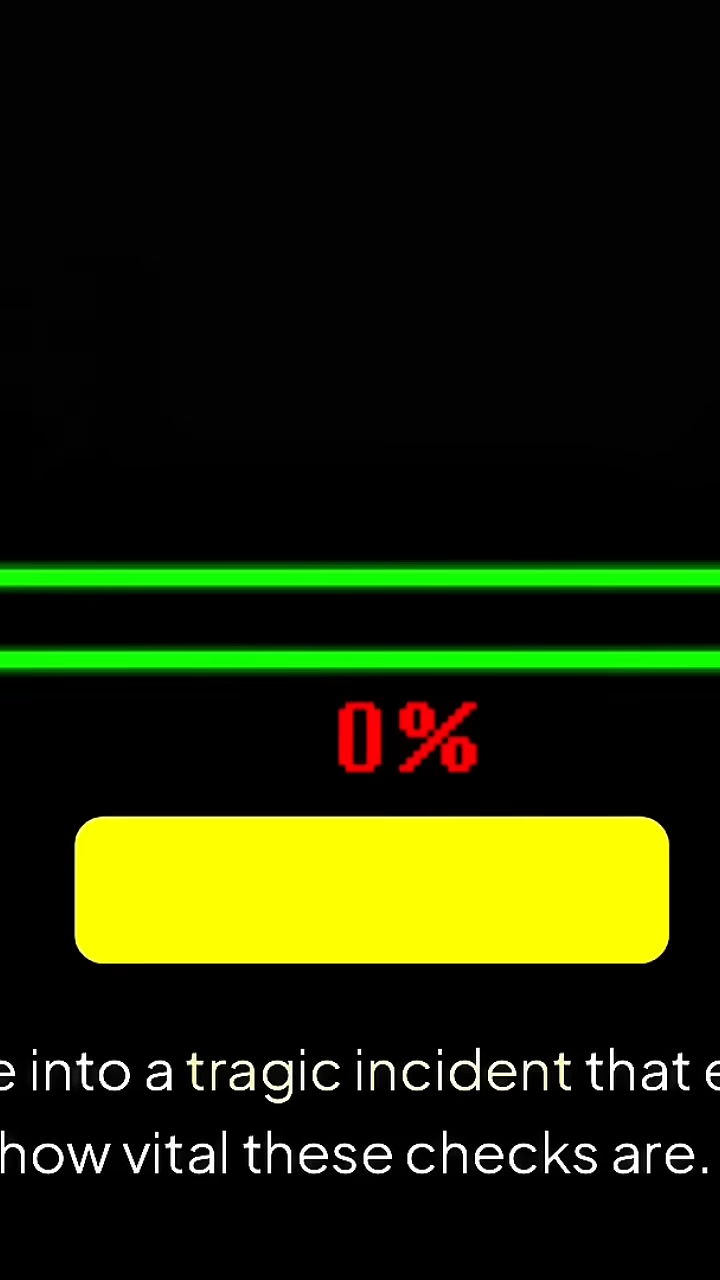 0%
e into a tragic incident that e
how vital these checks are.